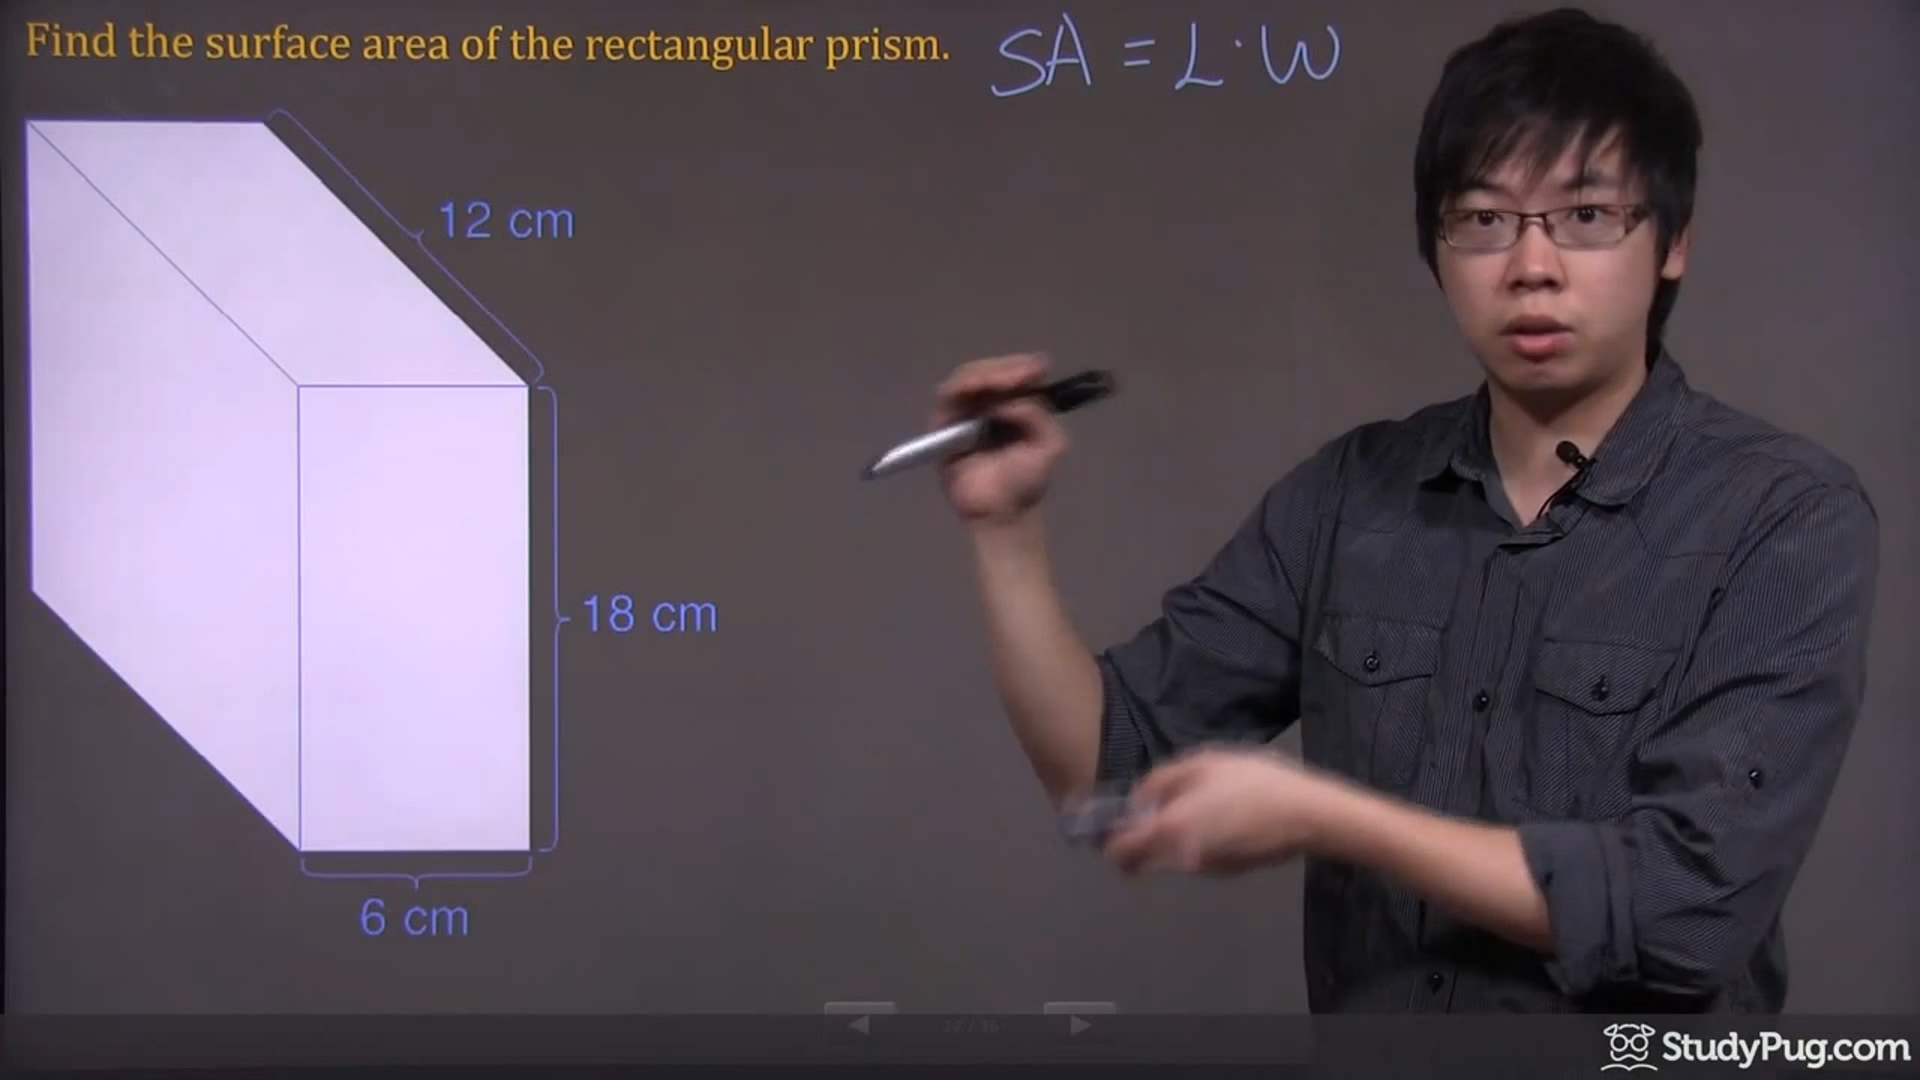 Find the surface area of the rectangular prism.
SA = L · W
12 cm
18 cm
6 cm
StudyPug.com